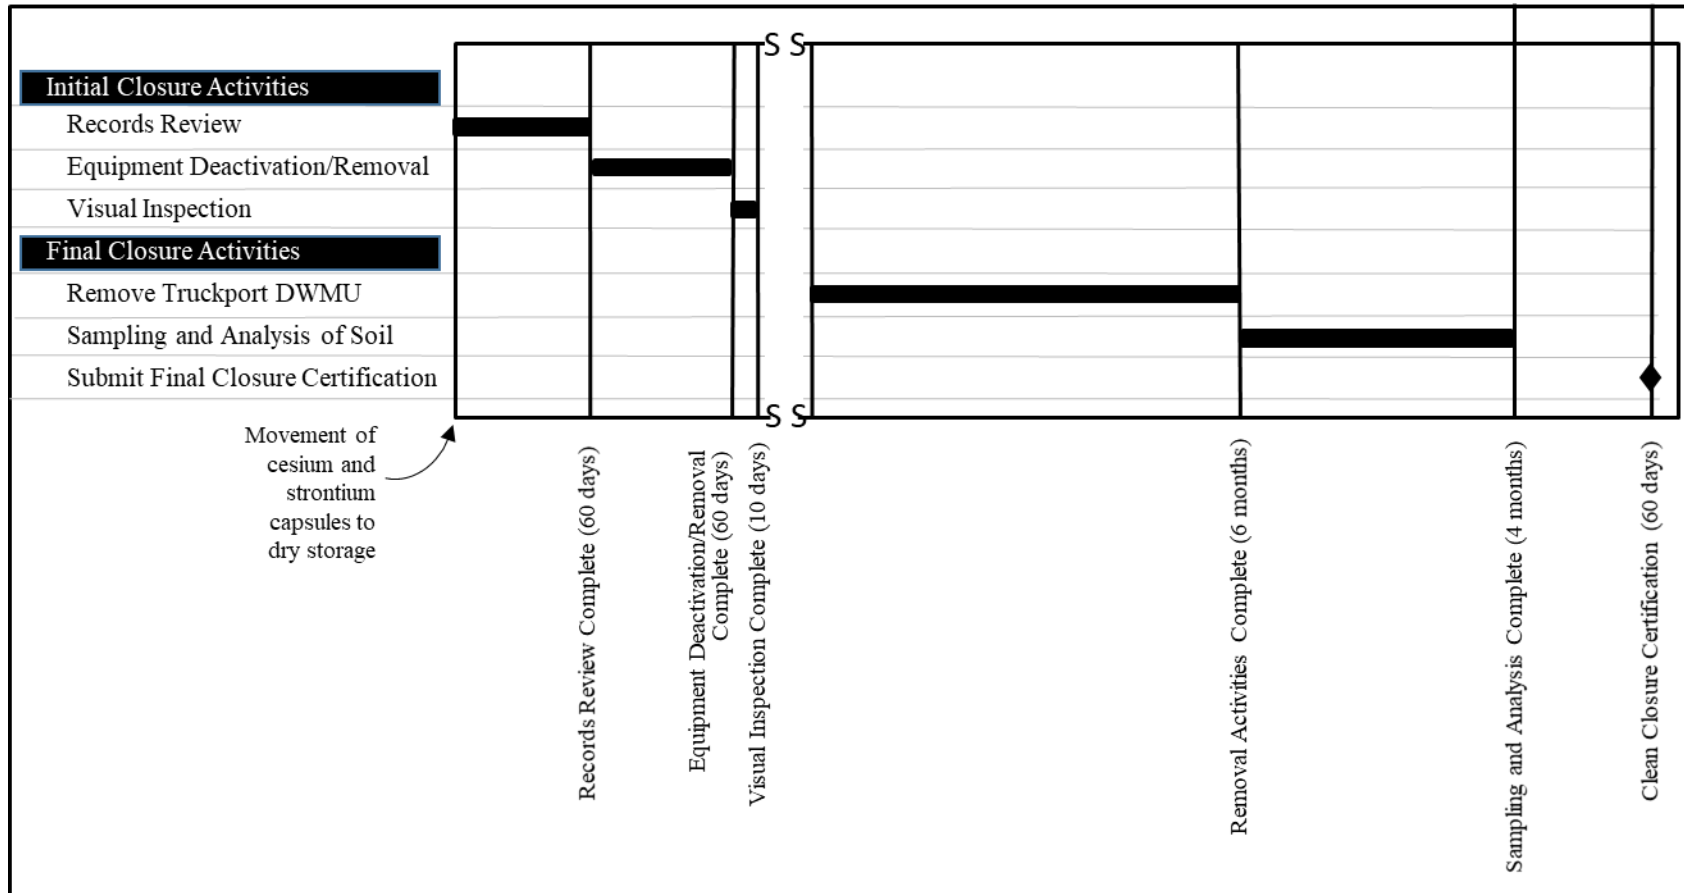 S S
Initial Closure Activities
Records Review
Equipment Deactivation/Removal
Visual Inspection
Final Closure Activities
Remove Truckport DWMU
Sampling and Analysis of Soil
Submit Final Closure Certification
S S
Movement of
cesium and
strontium
capsules to
dry storage
Records Review Complete (60 days)
Equipment Deactivation/Removal
Complete (60 days)
Visual Inspection Complete (10 days)
Removal Activities Complete (6 months)
Sampling and Analysis Complete (4 months)
Clean Closure Certification (60 days)